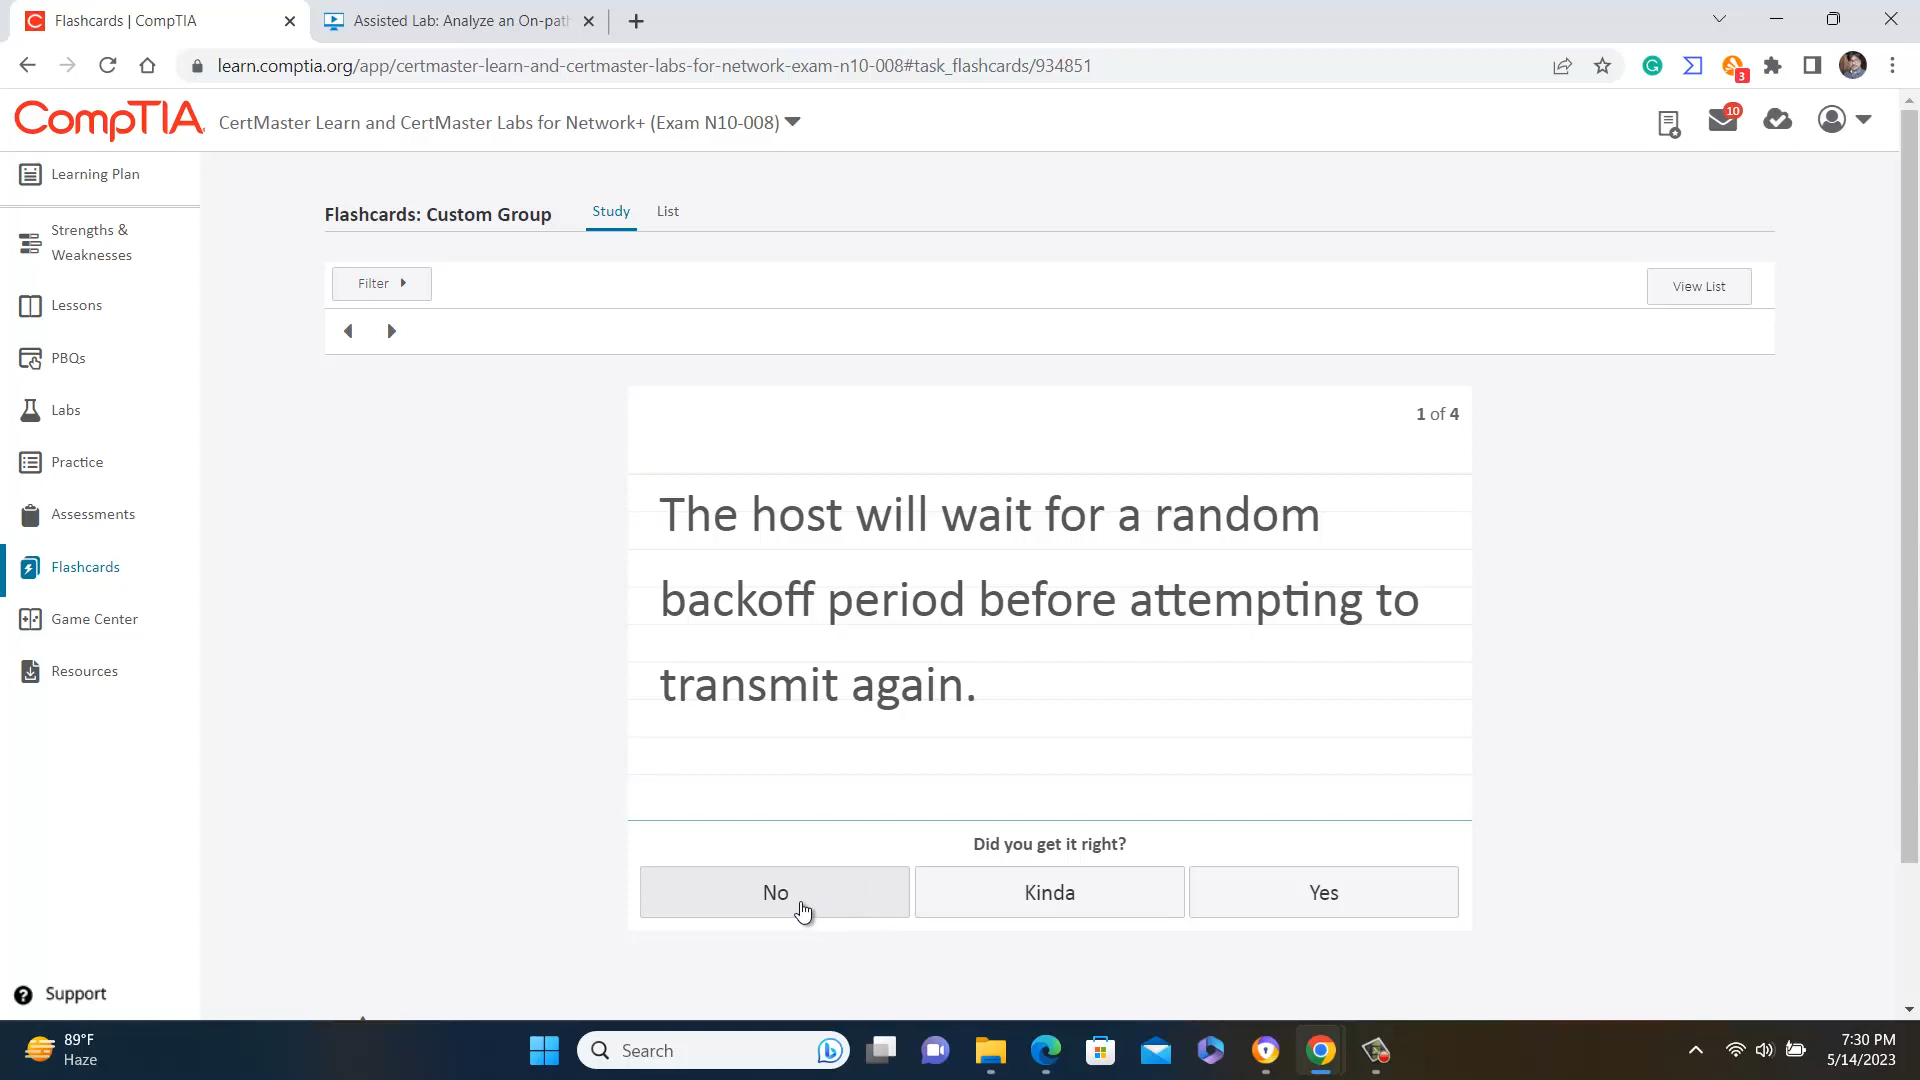 Flashcards | CompTIA
Assisted Lab: Analyze an On-pat
learn.comptia.org/app/certmaster-learn-and-certmaster-labs-for-network-exam-n10-008#task_flashcards/934851
3
CompTIA.
CertMaster Learn and CertMaster Labs for Network+ (Exam N10-008)
10
Learning Plan
Strengths &
Weaknesses
Lessons
PBQs
Labs
Practice
Assessments
Flashcards
Game Center
Resources
Support
Flashcards: Custom Group
Study
List
Filter
View List
1 of 4
The host will wait for a random
backoff period before attempting to
transmit again.
Did you get it right?
No
Kinda
Yes
89°F
Haze
Search
7:30 PM
5/14/2023